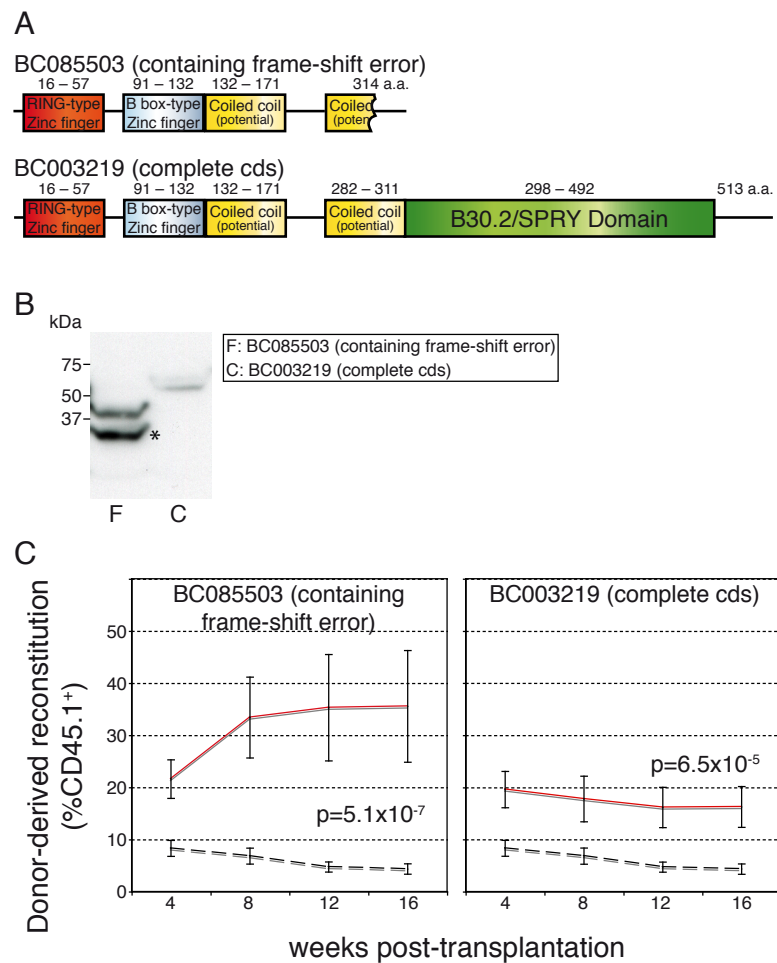 A
BC085503 (containing frame-shift error)
16 – 57 91 – 132 132 – 171 314 a.a.
RING-type Zinc finger
B box-type Zinc finger
Coiled coil (potential)
Coiled (poten
BC003219 (complete cds)
16 – 57 91 – 132 132 – 171 282 – 311 298 – 492 513 a.a.
RING-type Zinc finger
B box-type Zinc finger
Coiled coil (potential)
Coiled coil (potential)
B30.2/SPRY Domain
B
kDa
75
50
37
*
F C
F: BC085503 (containing frame-shift error)
C: BC003219 (complete cds)
C
Donor-derived reconstitution
(%CD45.1⁺)
BC085503 (containing
frame-shift error)
BC003219 (complete cds)
50
40
30
20
10
0
p=5.1x10⁻⁷
p=6.5x10⁻⁵
4 8 12 16
4 8 12 16
weeks post-transplantation